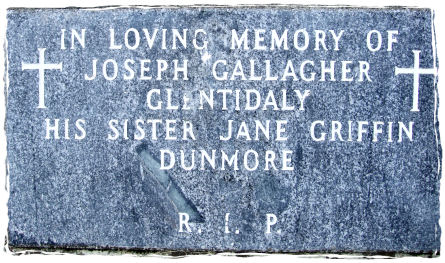 IN LOVING MEMORY OF
JOSEPH GALLAGHER
GLENTIDALY
HIS SISTER JANE GRIFFIN
DUNMORE
R. I. P.